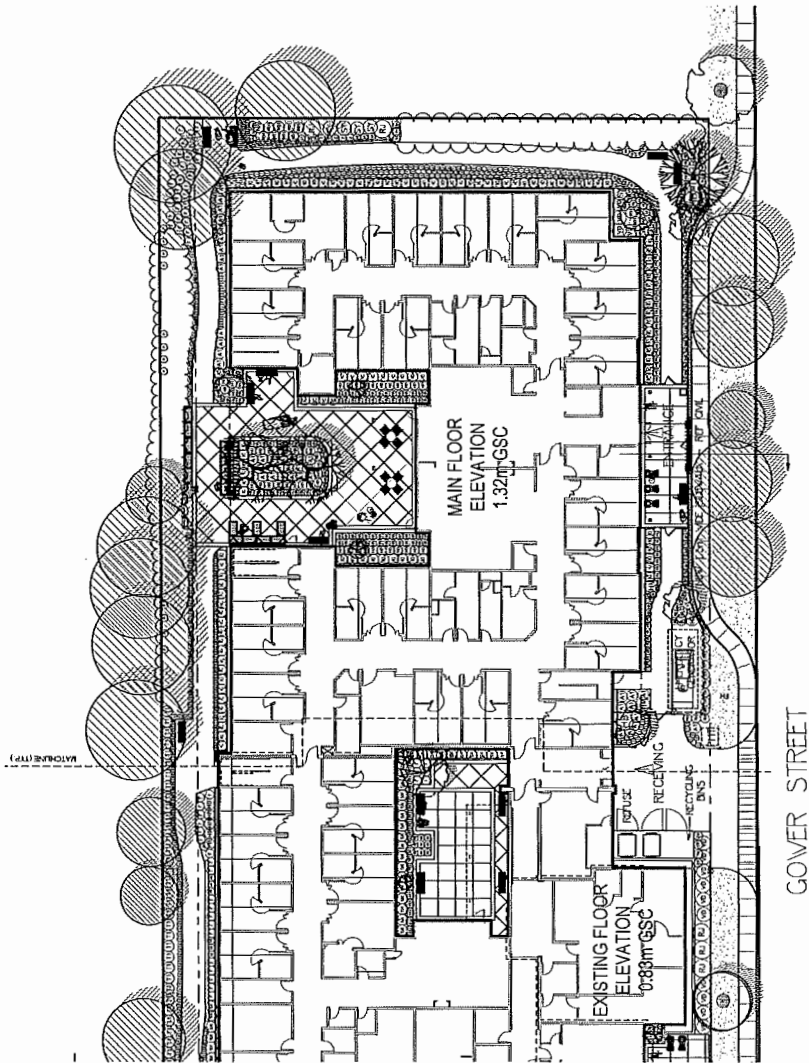 MAIN FLOOR
ELEVATION
1.32m GSC
ENTRANCE
MATCHLINE (TYP.)
REFUSE
RECEIVING
RECYCLING
BINS
EXISTING FLOOR
ELEVATION
0.83m GSC
GOWER STREET